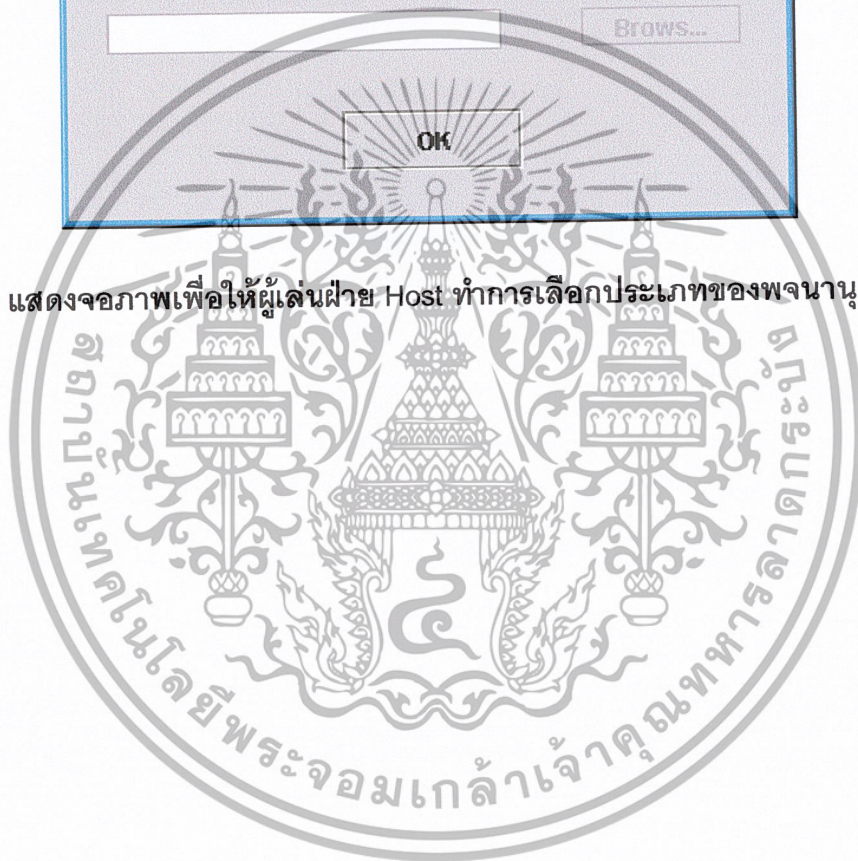 Brows...
OK
แสดงจอภาพเพื่อให้ผู้เล่นฝ่าย Host ทำการเลือกประเภทของพจนานุ
สถาบันเทคโนโลยีพระจอมเกล้าเจ้าคุณทหารลาดกระบัง